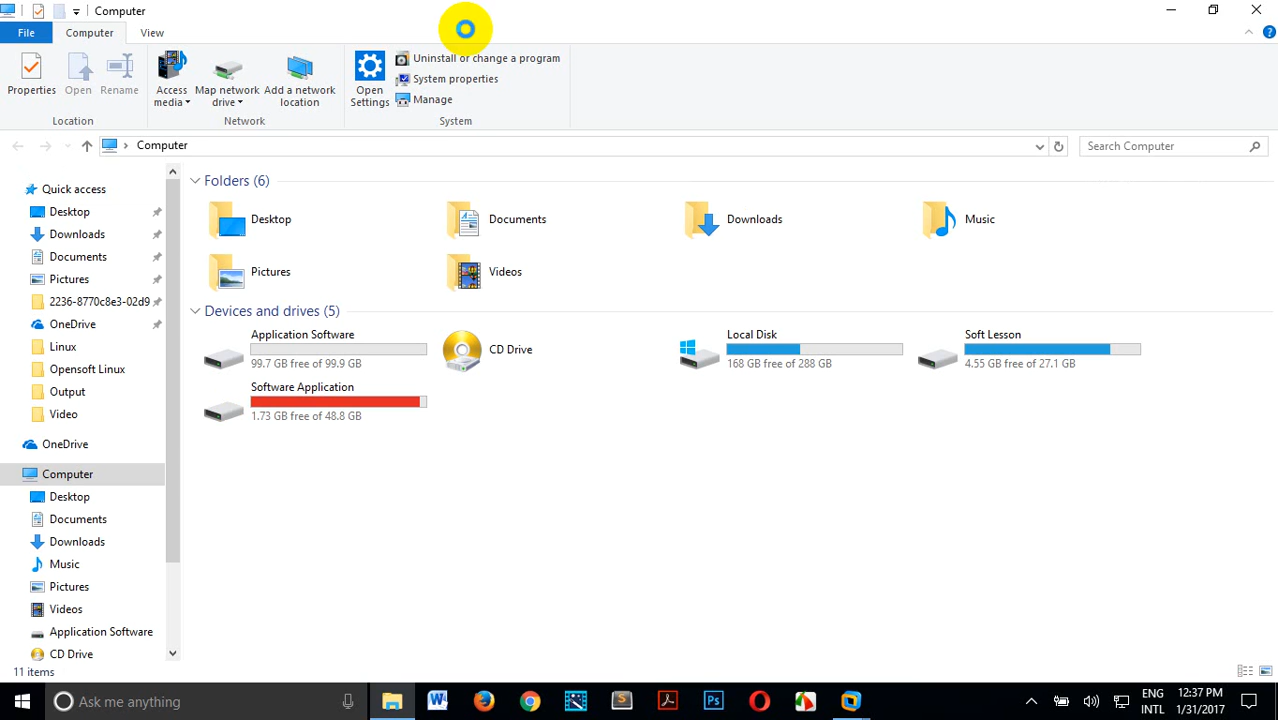 Computer
File
Computer
View
Properties
Open
Rename
Access media
Map network drive
Add a network location
Open Settings
Uninstall or change a program
System properties
Manage
Location
Network
System
Computer
Search Computer
Quick access
Desktop
Downloads
Documents
Pictures
2236-8770c8e3-02d9
OneDrive
Linux
Opensoft Linux
Output
Video
OneDrive
Computer
Desktop
Documents
Downloads
Music
Pictures
Videos
Application Software
CD Drive
Folders (6)
Desktop
Documents
Downloads
Music
Pictures
Videos
Devices and drives (5)
Application Software
99.7 GB free of 99.9 GB
CD Drive
Local Disk
168 GB free of 288 GB
Soft Lesson
4.55 GB free of 27.1 GB
Software Application
1.73 GB free of 48.8 GB
11 items
Ask me anything
ENG
INTL
12:37 PM
1/31/2017